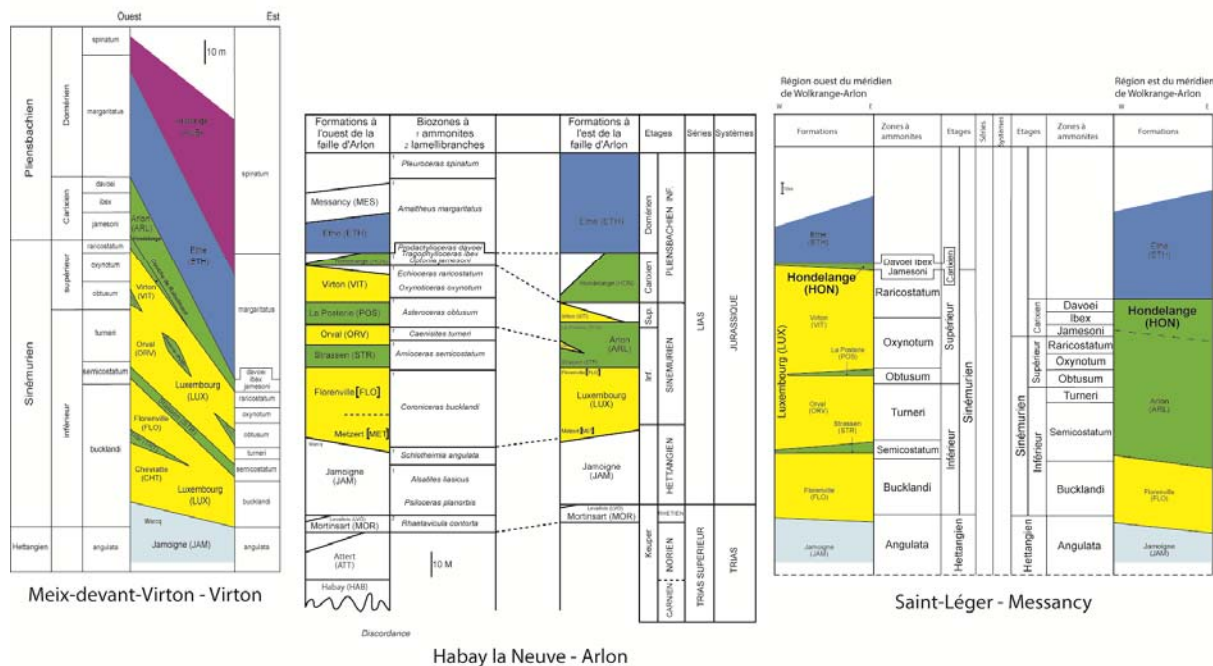 Ouest
Est
10 m
Pliensbachien
Domérien
Carixien
Sinémurien
supérieur
inférieur
Hettangien
spinatum
margaritatus
davoei
ibex
jamesoni
raricostatum
oxynotum
obtusum
turneri
semicostatum
bucklandi
angulata
Arlon
(ARL)
Ethe
(ETH)
Virton
(VIT)
Orval
(ORV)
Luxembourg
(LUX)
Florenville
(FLO)
Chevratte
(CHT)
Luxembourg
(LUX)
Jamoigne (JAM)
spinatum
margaritatus
davoei
ibex
jamesoni
raricostatum
oxynotum
obtusum
turneri
semicostatum
bucklandi
angulata
Meix-devant-Virton - Virton
Formations à
l'ouest de la
faille d'Arlon
Biozones à
1 ammonites
2 lamellibranches
Formations à
l'est de la
faille d'Arlon
Etages
Séries
Systèmes
Messancy (MES)
Ethe (ETH)
Virton (VIT)
La Posterie (POS)
Orval (ORV)
Strassen (STR)
Florenville [FLO]
Metzert [MET]
Jamoigne (JAM)
Mortinsart (MOR)
Attert
(ATT)
Habay (HAB)
Discordance
Pleuroceras spinatum
Amaltheus margaritatus
Prodactylioceras davoei
Tragophylloceras ibex
Uptonia jamesoni
Echioceras raricostatum
Oxynoticeras oxynotum
Asteroceras obtusum
Caenisites turneri
Arnioceras semicostatum
Coroniceras bucklandi
Schlotheimia angulata
Alsatites liasicus
Psiloceras planorbis
Rhaetavicula contorta
10 M
Ethe (ETH)
Hondelange (HON)
Virton (VIT)
Arlon
(ARL)
Luxembourg
(LUX)
Jamoigne
(JAM)
Mortinsart (MOR)
Domérien
Carixien
PLIENSBACHIEN INF.
Sup.
Inf.
SINEMURIEN
HETTANGIEN
RHETIEN
Keuper
NORIEN
CARNIEN
LIAS
TRIAS SUPERIEUR
JURASSIQUE
TRIAS
Habay la Neuve - Arlon
Région ouest du méridien
de Wolkrange-Arlon
Région est du méridien
de Wolkrange-Arlon
W
E
W
E
Formations
Zones à
ammonites
Etages
Séries
Systèmes
Etages
Zones à
ammonites
Formations
Ethe
(ETH)
Hondelange
(HON)
Luxembourg (LUX)
Virton
(VIT)
La Posterie
(POS)
Orval
(ORV)
Strassen
(STR)
Florenville
(FLO)
Jamoigne
(JAM)
Davoei Ibex
Jamesoni
Raricostatum
Oxynotum
Obtusum
Turneri
Semicostatum
Bucklandi
Angulata
Carixien
Supérieur
Inférieur
Sinémurien
Hettangien
Carixien
Supérieur
Inférieur
Sinémurien
Hettangien
Davoei
Ibex
Jamesoni
Raricostatum
Oxynotum
Obtusum
Turneri
Semicostatum
Bucklandi
Angulata
Ethe
(ETH)
Hondelange
(HON)
Arlon
(ARL)
Florenville
(FLO)
Jamoigne
(JAM)
Saint-Léger - Messancy